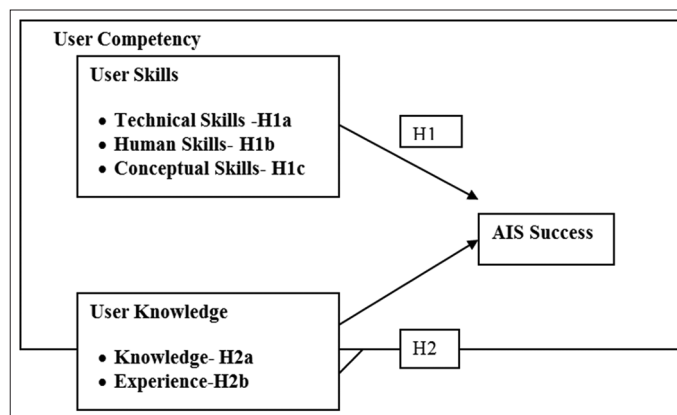 User Competency
User Skills
• Technical Skills -H1a
• Human Skills- H1b
• Conceptual Skills- H1c
H1
AIS Success
User Knowledge
• Knowledge- H2a
• Experience-H2b
H2